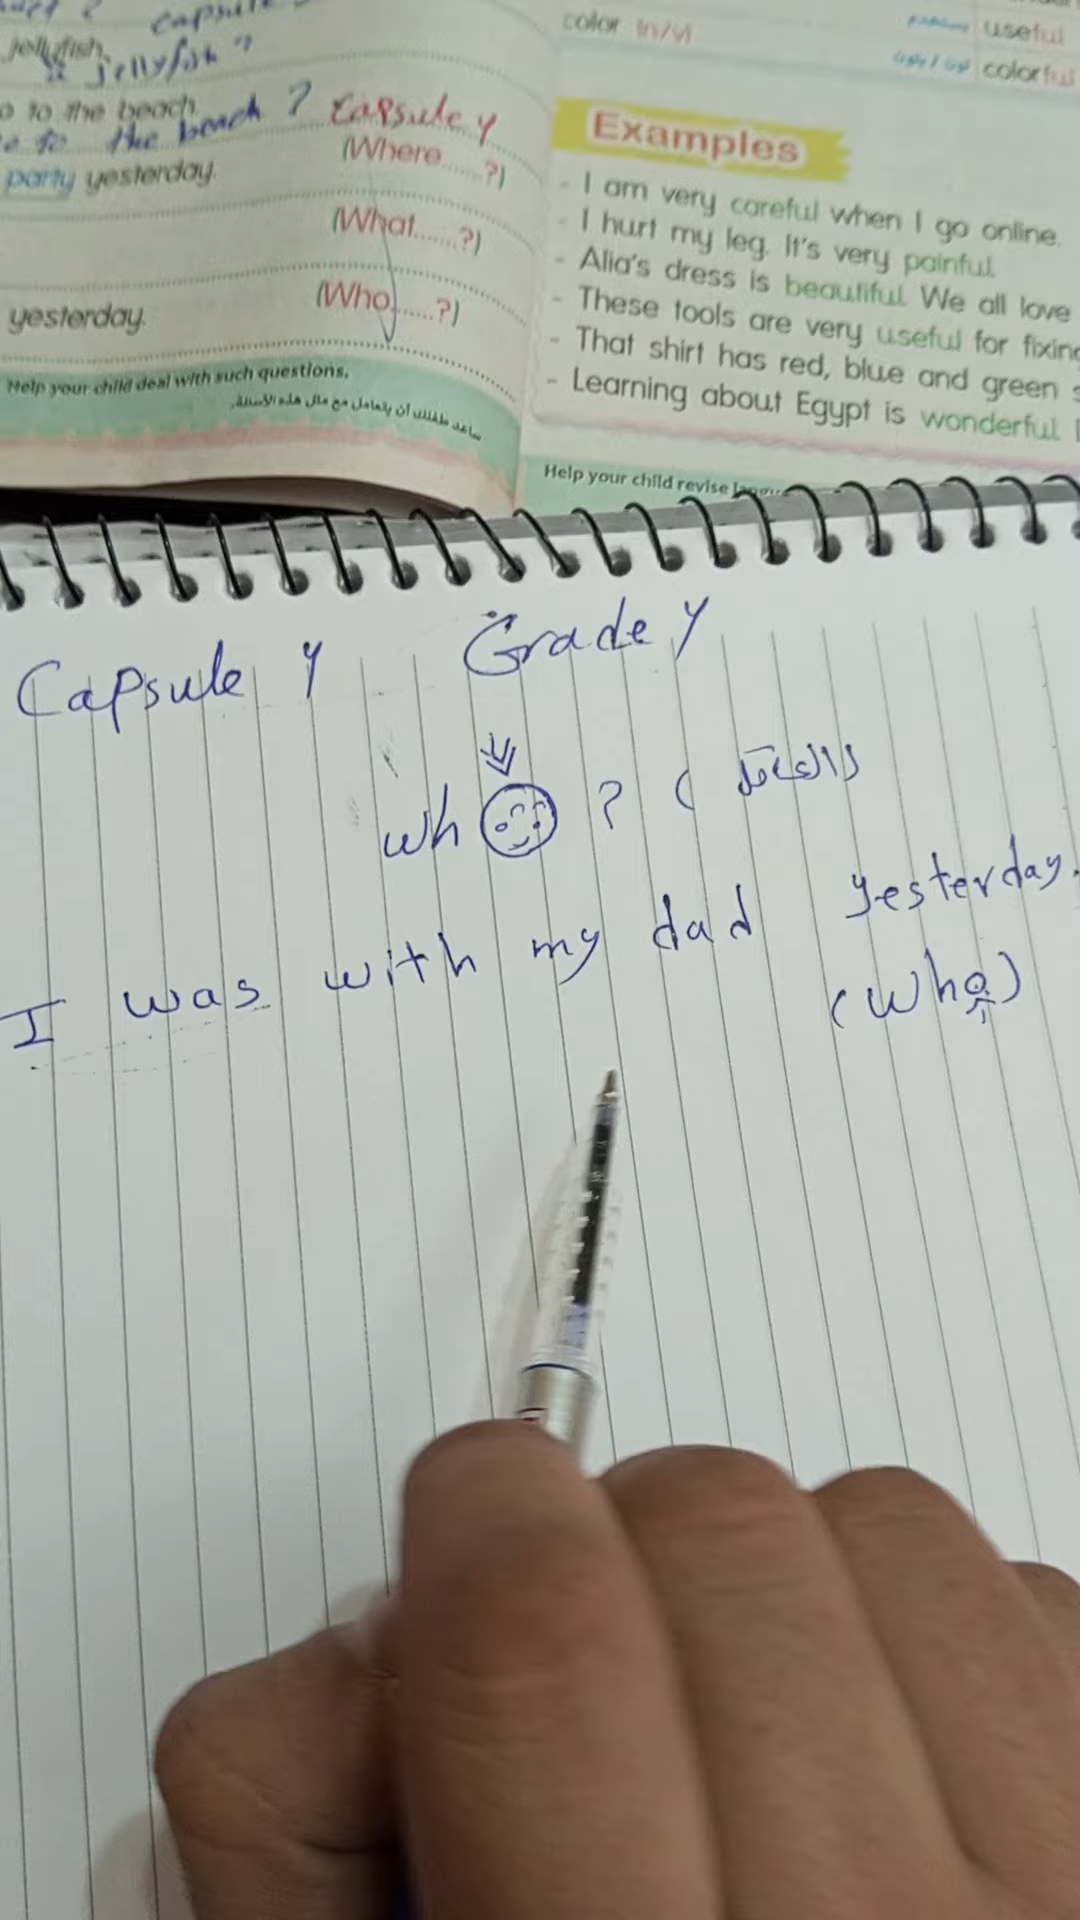 capsule
jellyfish.
jellyfish ?
to the beach.
to the beach ? Capsule y
party yesterday.
(Where......?)
(What......?)
(Who......?)
yesterday.
Help your child deal with such questions.
ساعد طفلك أن يتعامل مع مثل هذه الأسئلة.
color (n/v)
useful
colorful
Examples
- I am very careful when I go online.
- I hurt my leg. It's very painful.
- Alia's dress is beautiful. We all love
- These tools are very useful for fixing
- That shirt has red, blue and green
- Learning about Egypt is wonderful.
Help your child revise
Capsule y Grade y
wh ? (
I was with my dad yesterday.
(who)